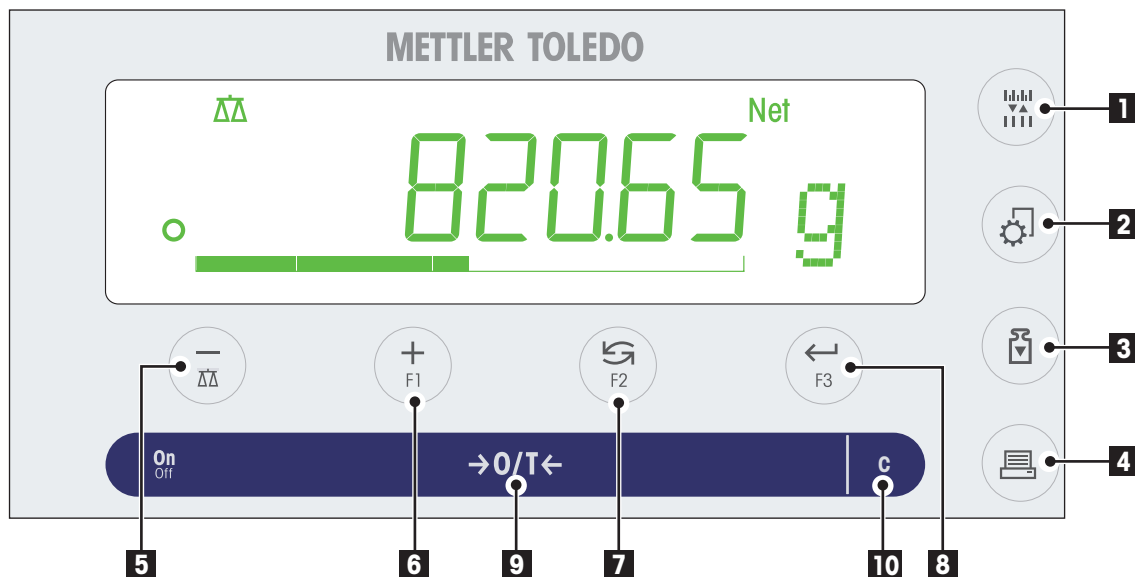 METTLER TOLEDO
Net
820.65 g
1
2
3
4
F1
F2
F3
On
Off
→0/T←
c
5
6
9
7
10
8